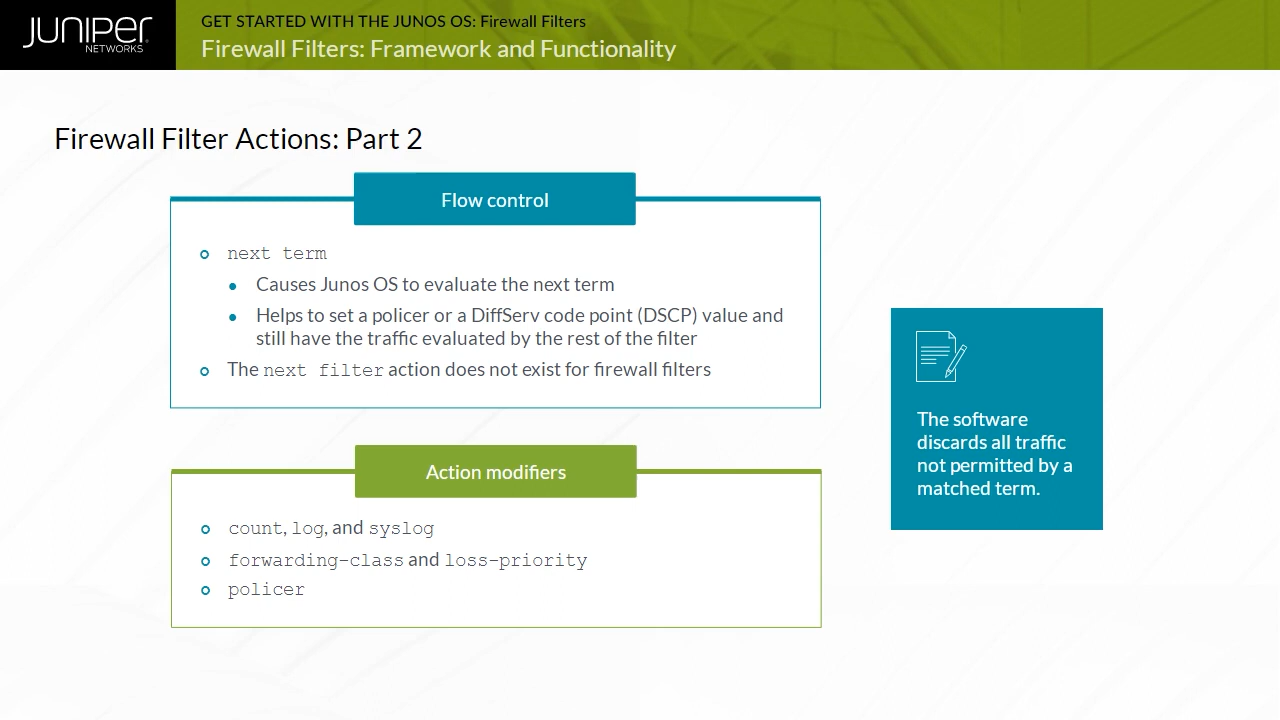 JUNIPEr
NETWORKS
GET STARTED WITH THE JUNOS OS: Firewall Filters
Firewall Filters: Framework and Functionality
Firewall Filter Actions: Part 2
Flow control
next term
Causes Junos OS to evaluate the next term
Helps to set a policer or a DiffServ code point (DSCP) value and
still have the traffic evaluated by the rest of the filter
The next filter action does not exist for firewall filters
Action modifiers
count, log, and syslog
forwarding-class and loss-priority
policer
The software
discards all traffic
not permitted by a
matched term.